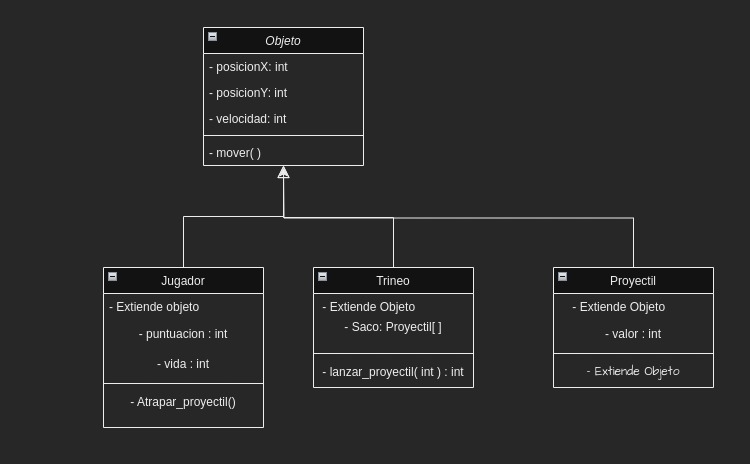 Objeto
- posicionX: int
- posicionY: int
- velocidad: int
- mover( )
Jugador
- Extiende objeto
- puntuacion : int
- vida : int
- Atrapar_proyectil()
Trineo
- Extiende Objeto
- Saco: Proyectil[ ]
- lanzar_proyectil( int ) : int
Proyectil
- Extiende Objeto
- valor : int
- Extiende Objeto